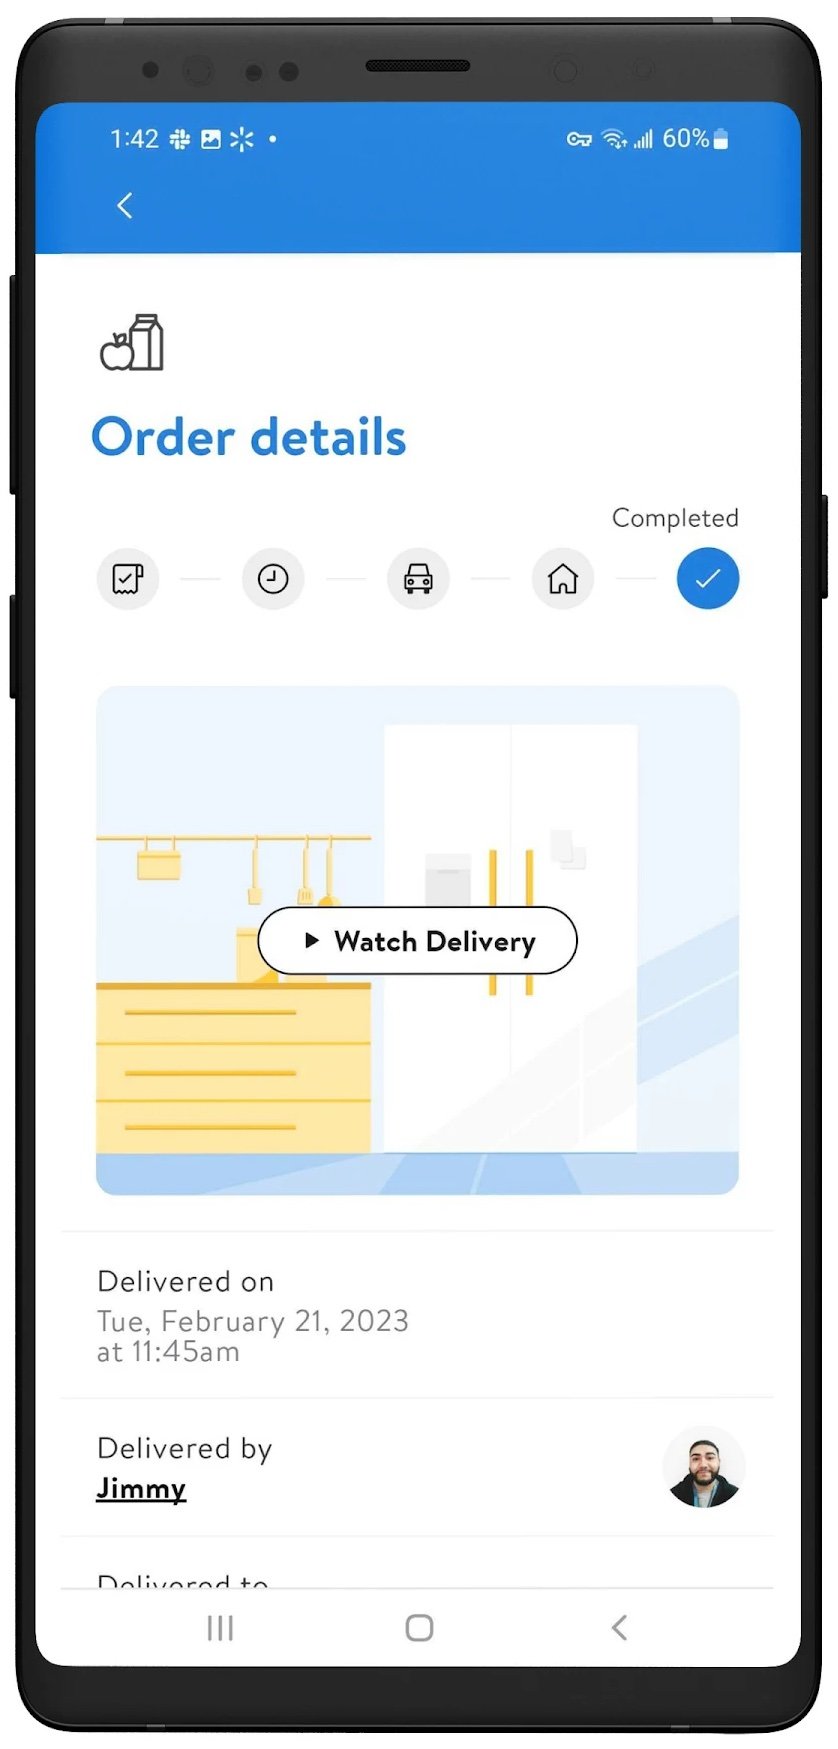 1:42 60%
Order details
Completed
Watch Delivery
Delivered on
Tue, February 21, 2023
at 11:45am
Delivered by
Jimmy
Delivered to